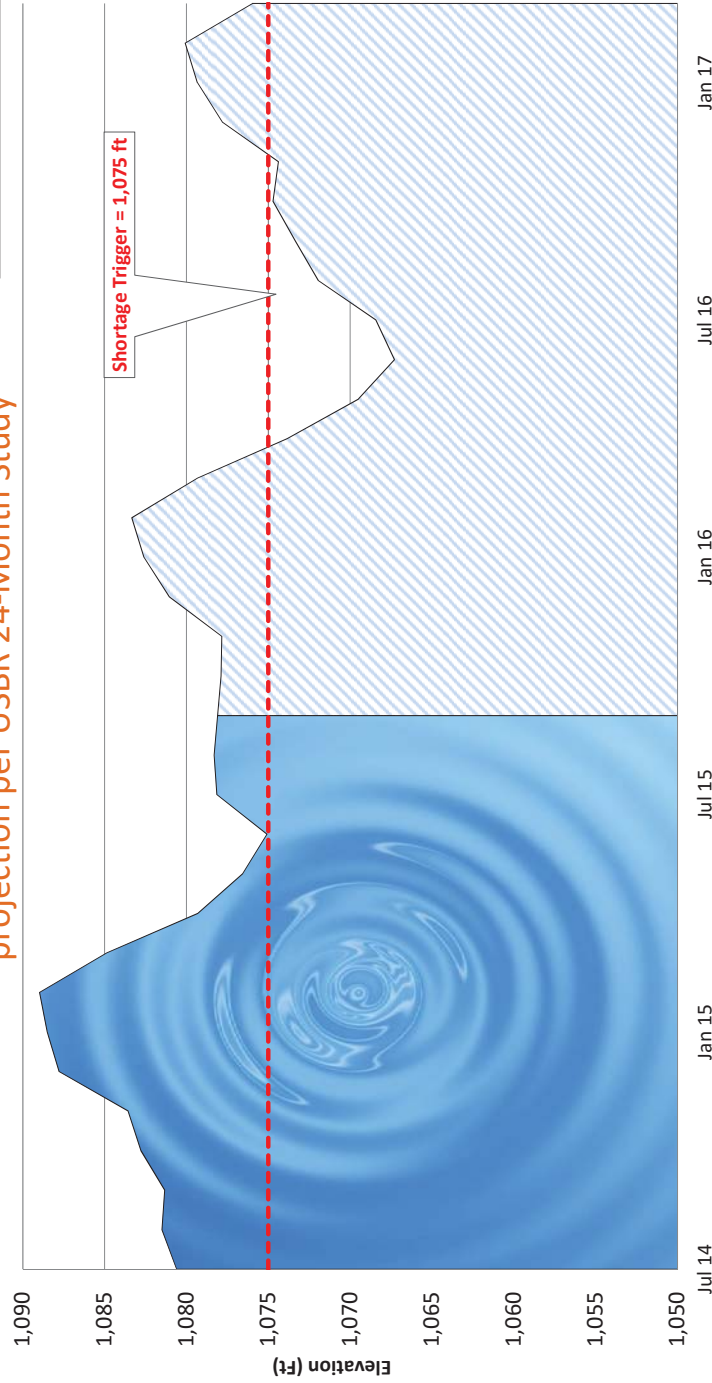 projection per USBR 24-Month Study
1,090
1,085
1,080
1,075
1,070
1,065
1,060
1,055
1,050
Elevation (Ft)
Shortage Trigger = 1,075 ft
Jul 14
Jan 15
Jul 15
Jan 16
Jul 16
Jan 17